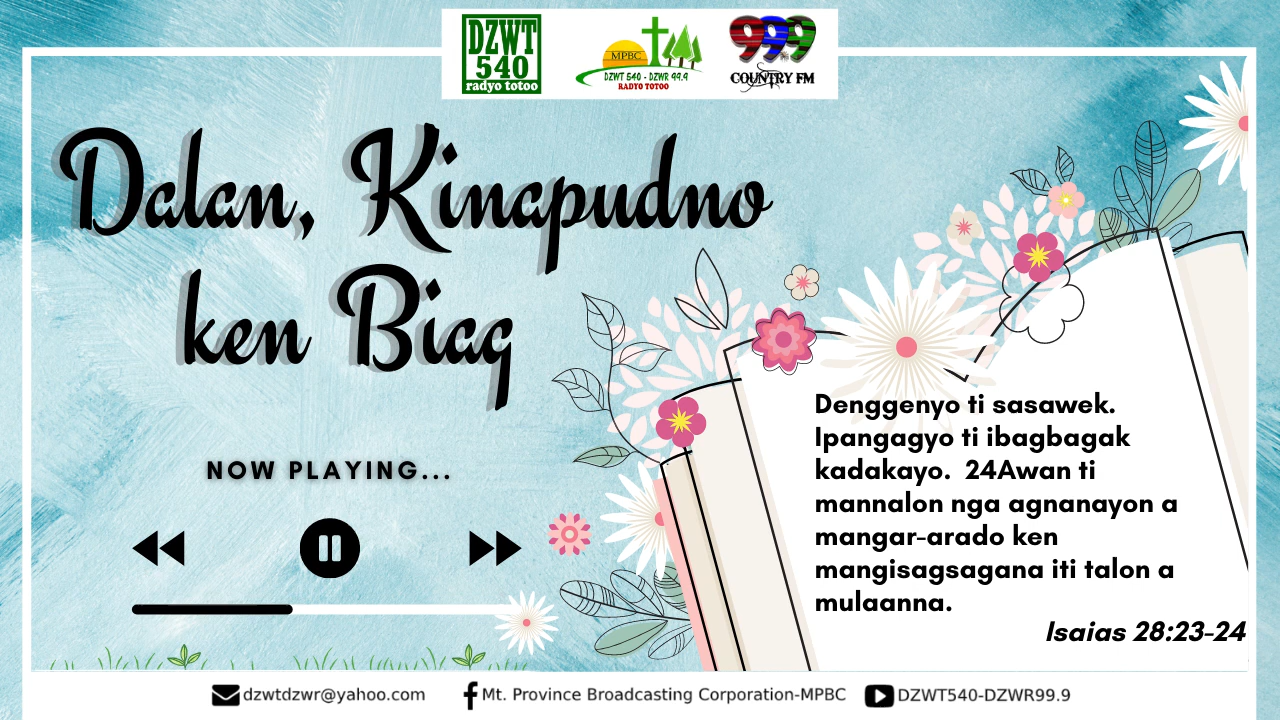 DZWT
540
radyo totoo
MPBC
DZWT 540 - DZWR 99.9
RADYO TOTOO
99.9
COUNTRY FM
Dalan, Kinapudno
ken Biag
NOW PLAYING...
Denggenyo ti sasawek.
Ipangagyo ti ibagbagak
kadakayo.  24Awan ti
mannalon nga agnanayon a
mangar-arado ken
mangisagsagana iti talon a
mulaanna.
Isaias 28:23-24
dzwtdzwr@yahoo.com
Mt. Province Broadcasting Corporation-MPBC
DZWT540-DZWR99.9